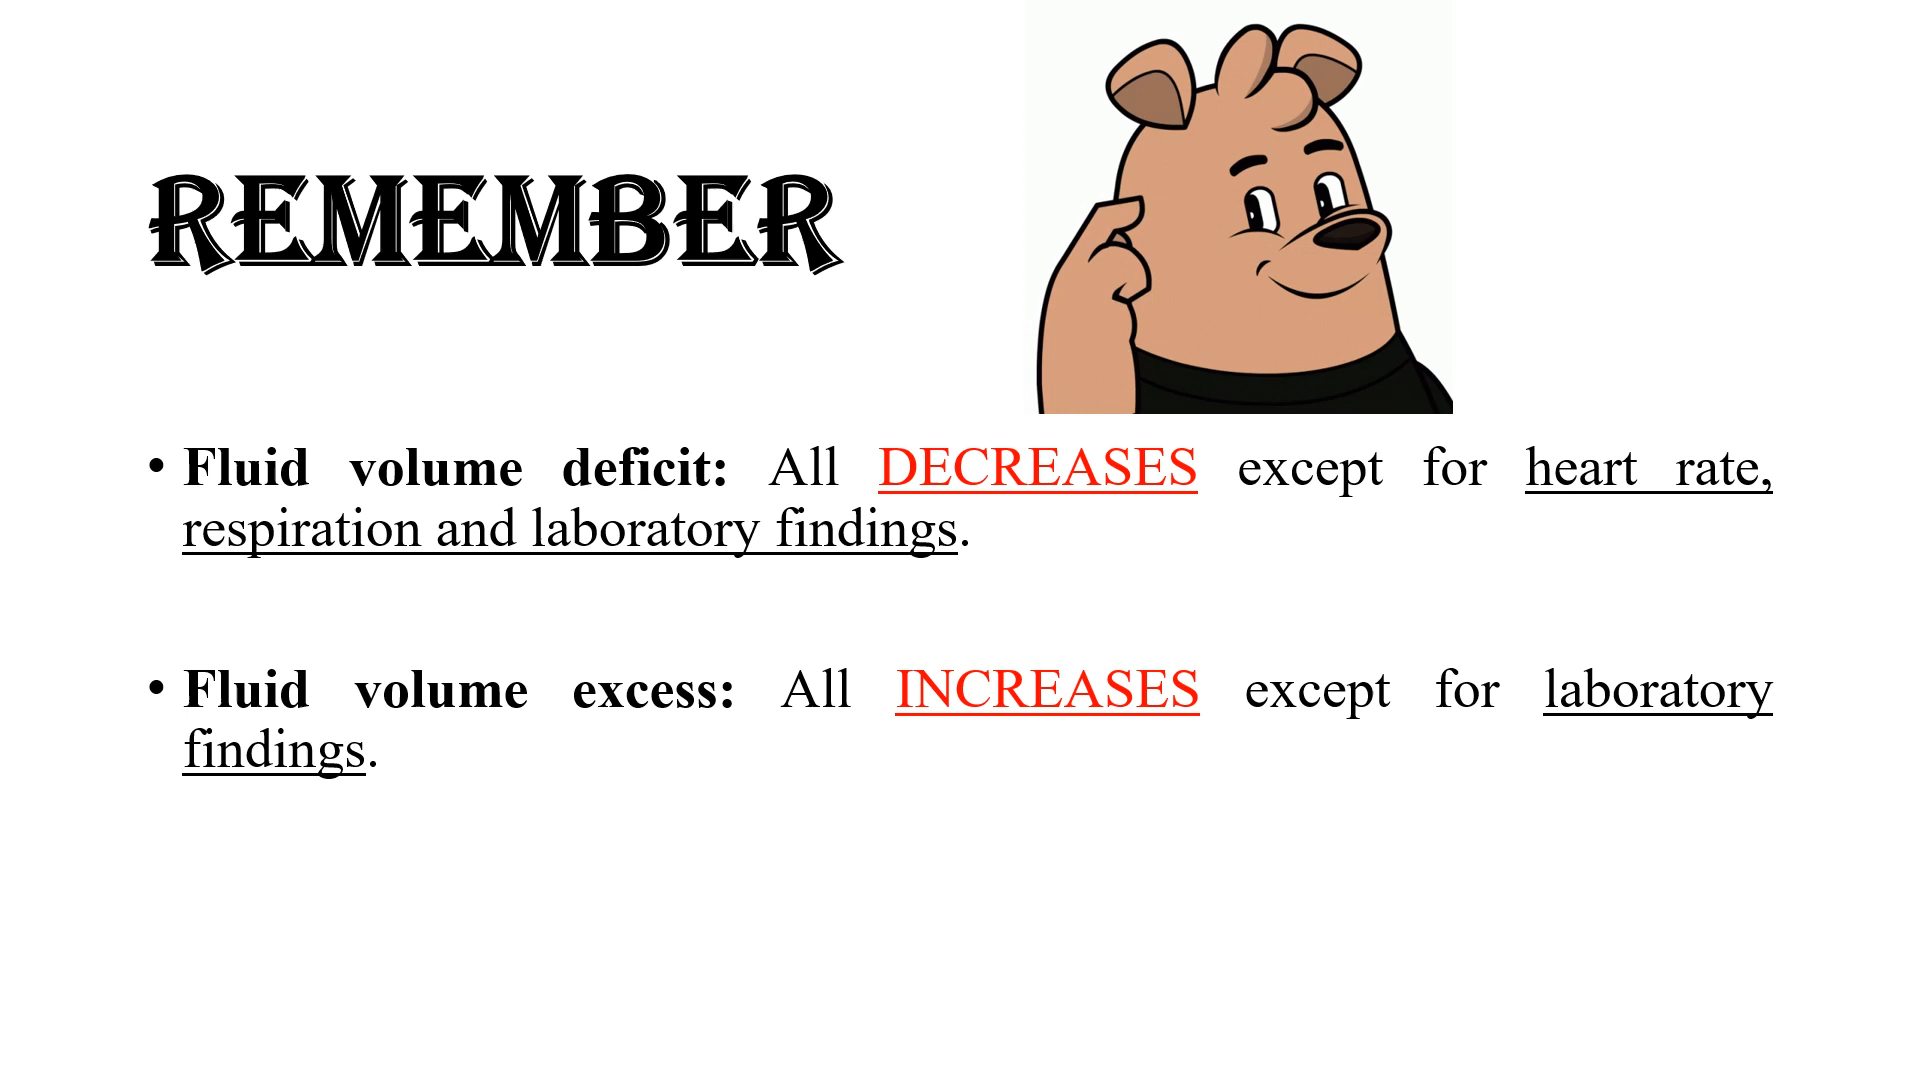 REMEMBER
• Fluid volume deficit: All DECREASES except for heart rate,
respiration and laboratory findings.
• Fluid volume excess: All INCREASES except for laboratory
findings.